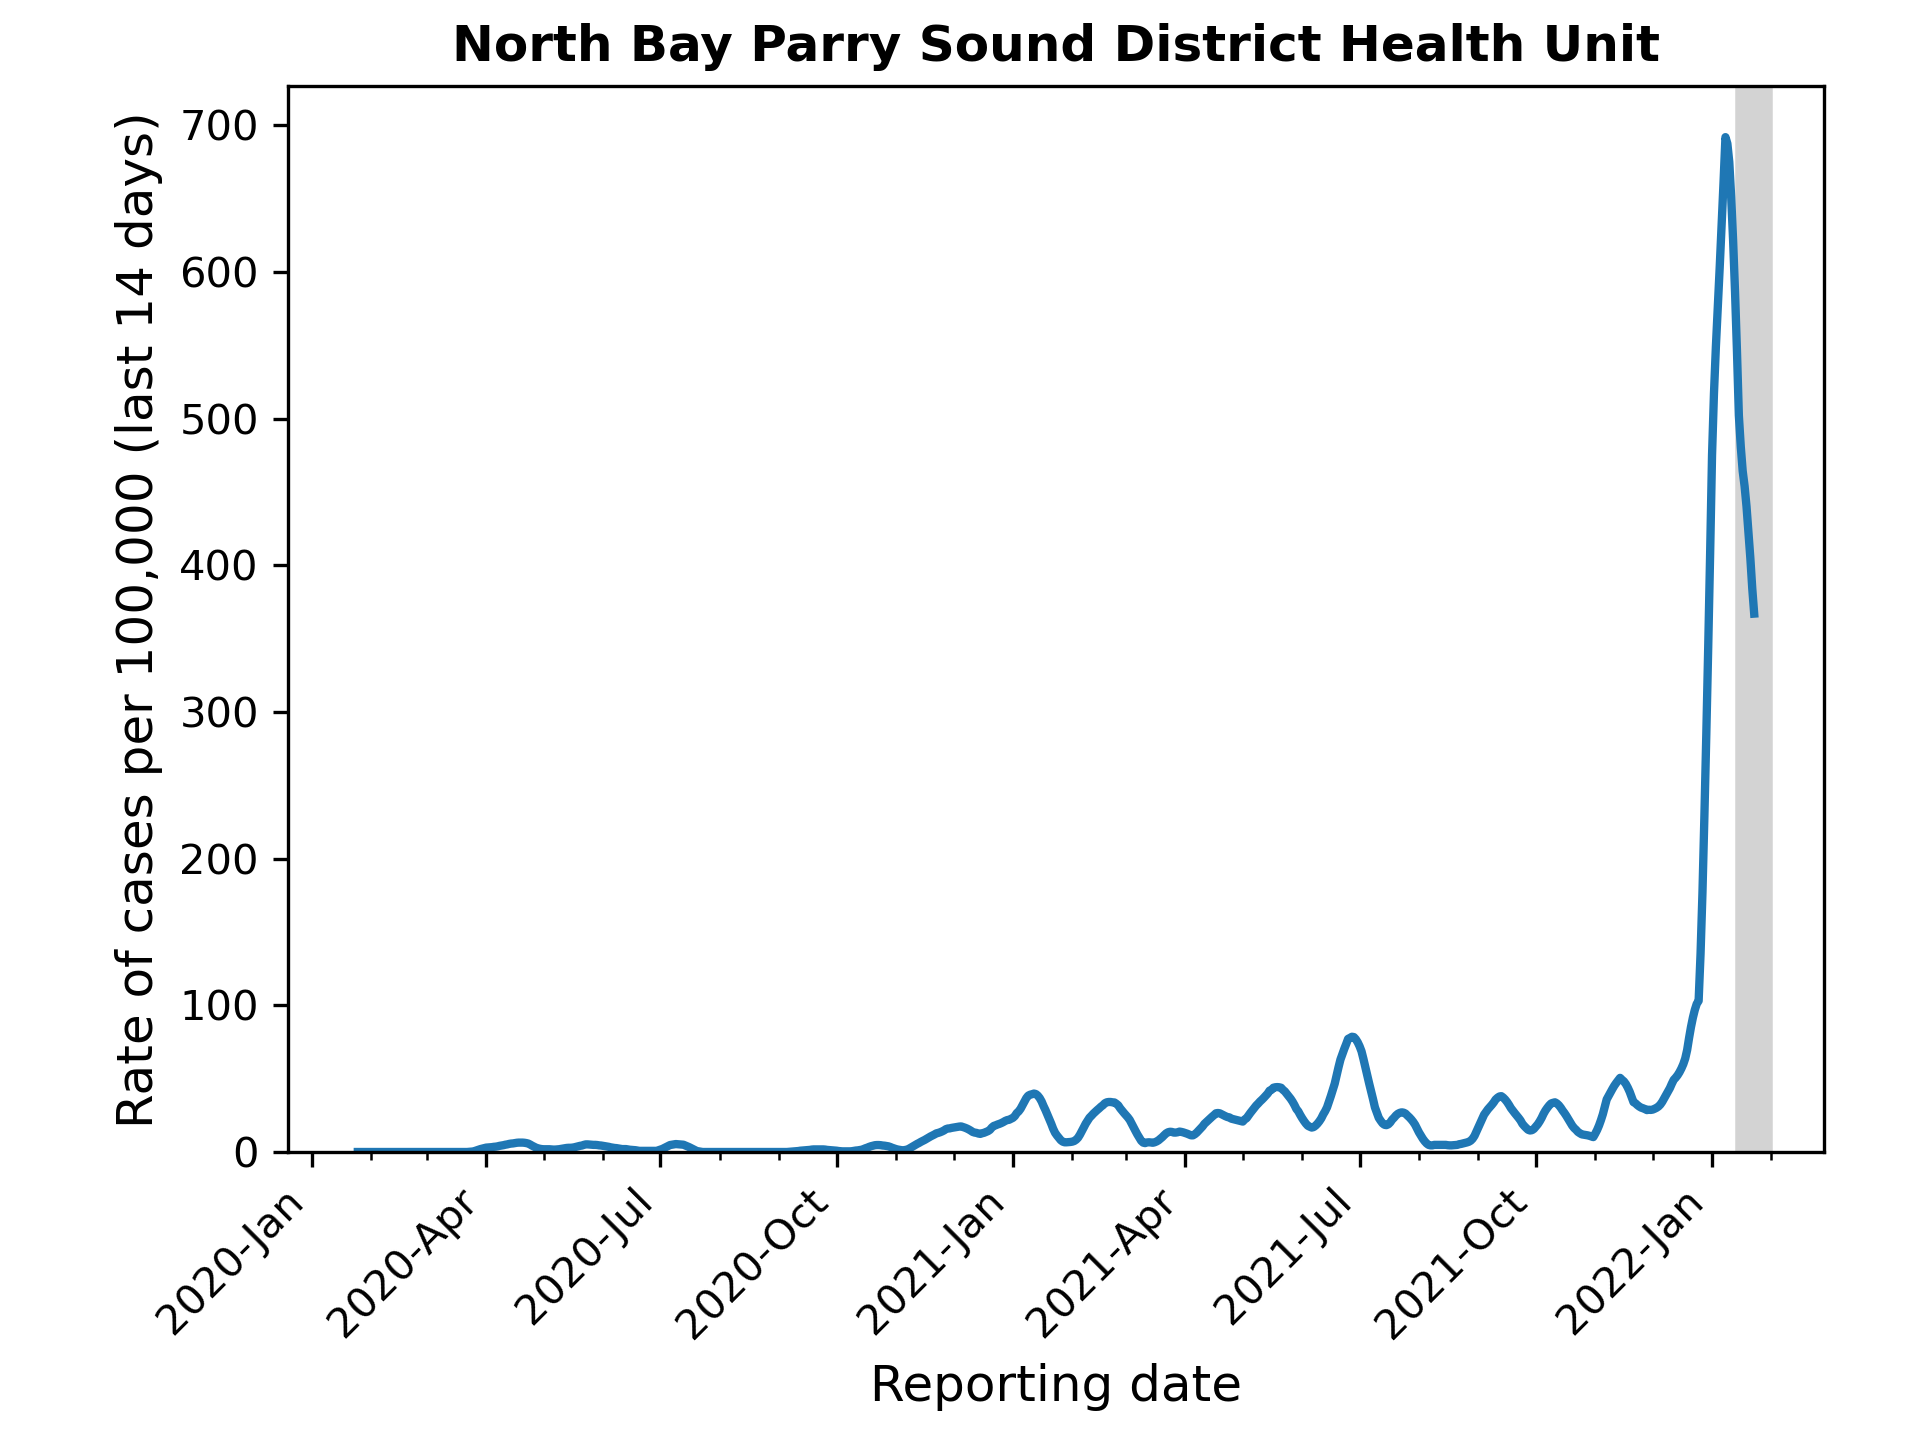 North Bay Parry Sound District Health Unit
Rate of cases per 100,000 (last 14 days)
700
600
500
400
300
200
100
0
2020-Jan
2020-Apr
2020-Jul
2020-Oct
2021-Jan
2021-Apr
2021-Jul
2021-Oct
2022-Jan
Reporting date